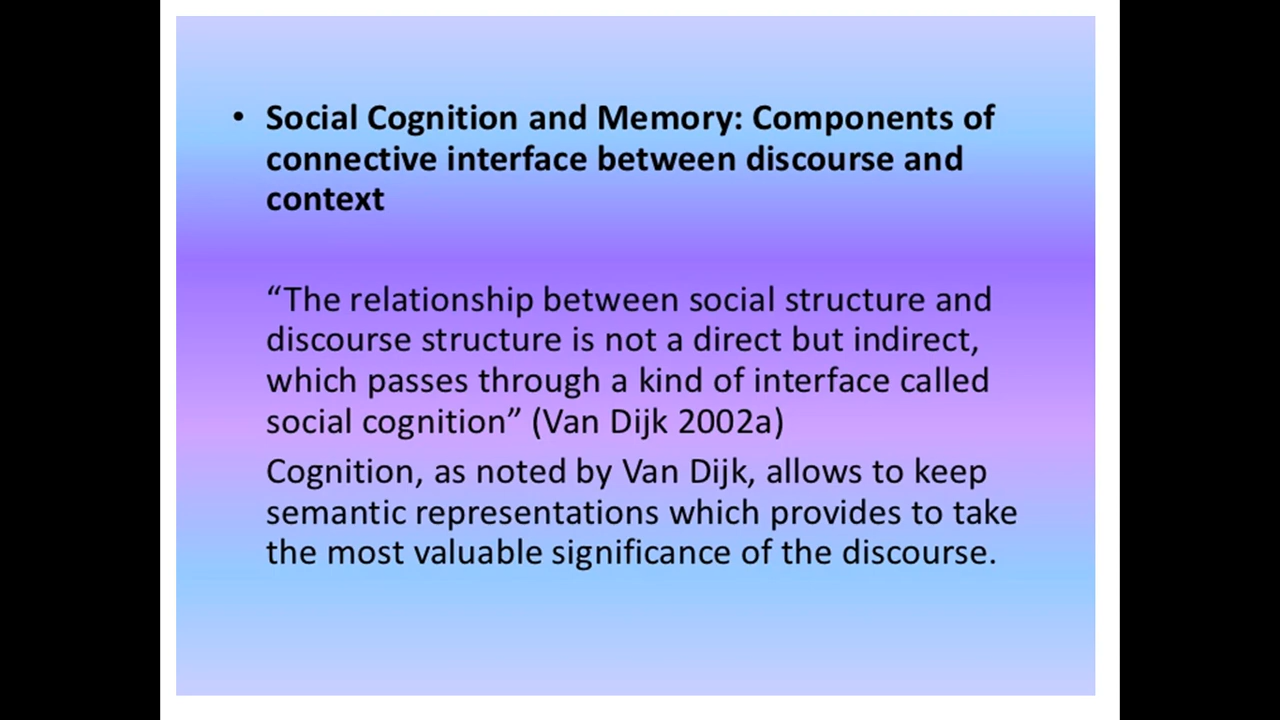 • Social Cognition and Memory: Components of
connective interface between discourse and
context
“The relationship between social structure and
discourse structure is not a direct but indirect,
which passes through a kind of interface called
social cognition” (Van Dijk 2002a)
Cognition, as noted by Van Dijk, allows to keep
semantic representations which provides to take
the most valuable significance of the discourse.